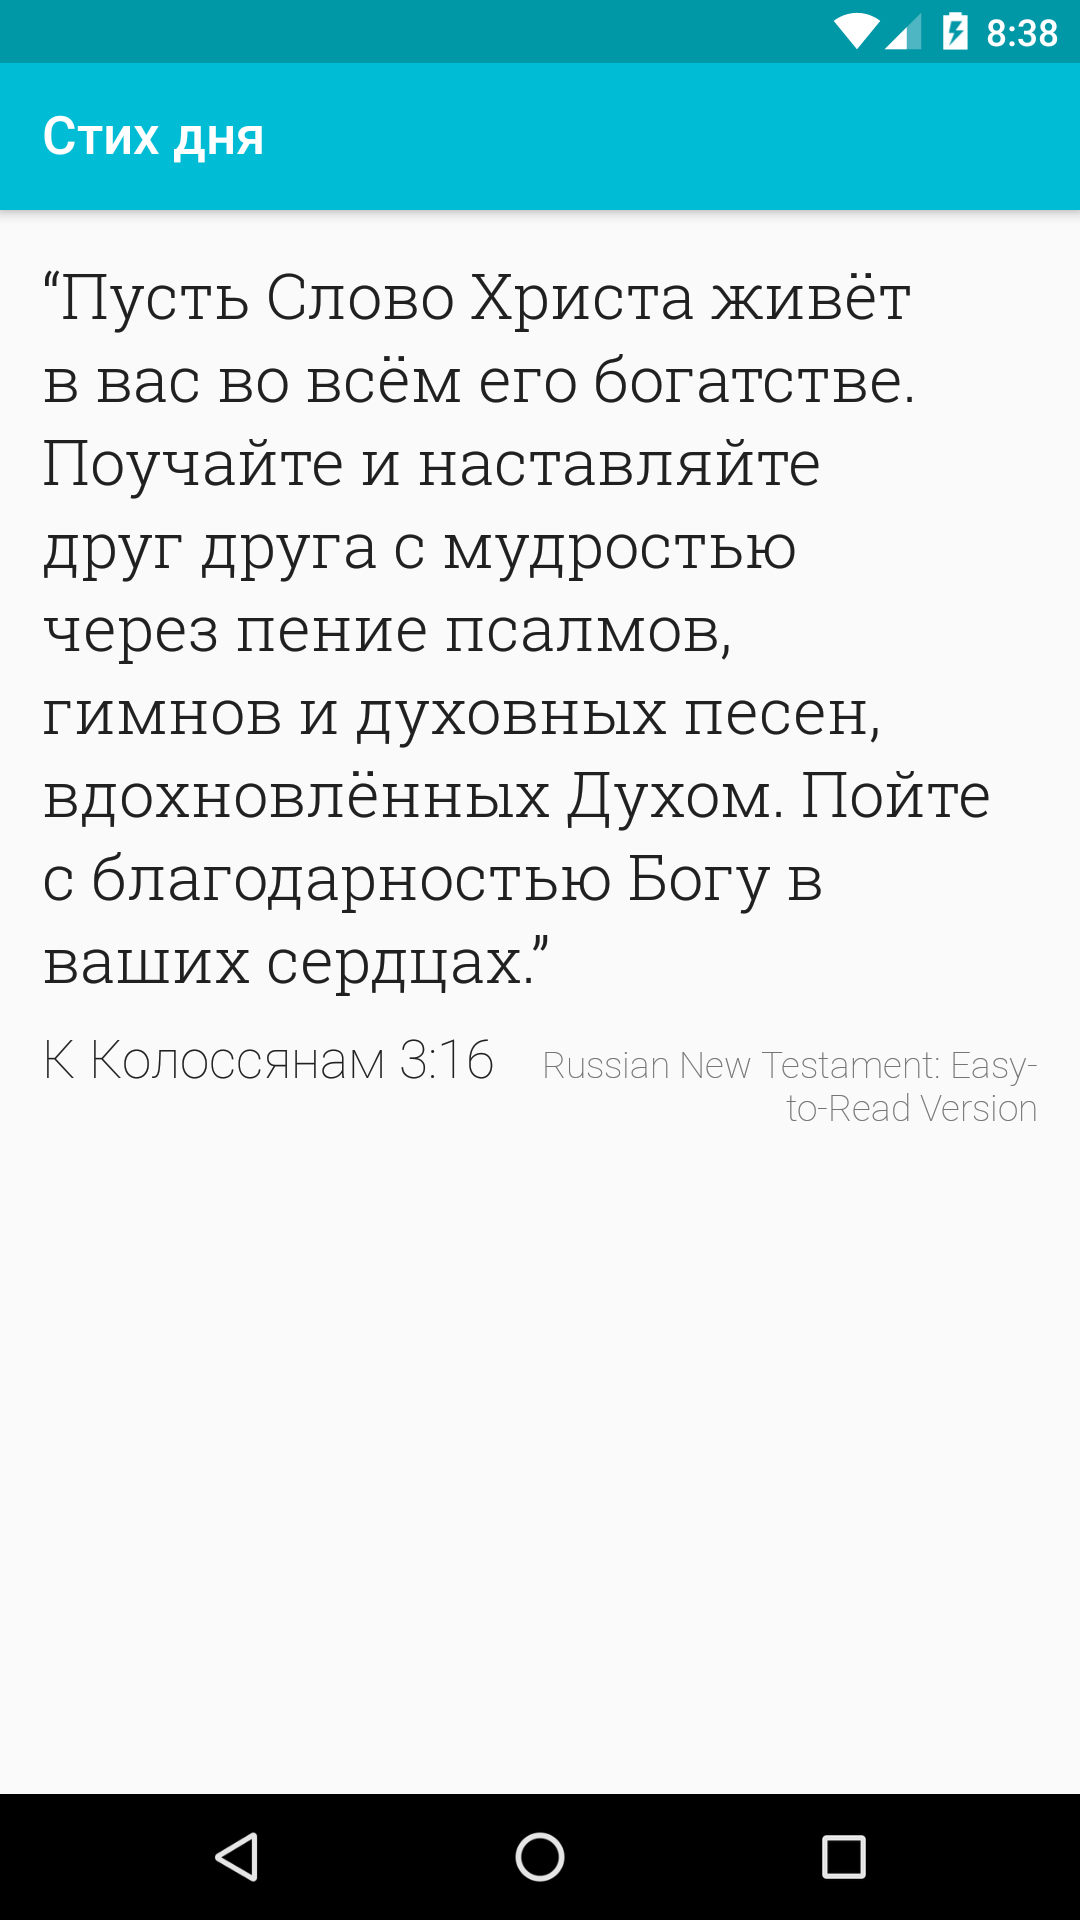 8:38
Стих дня
“Пусть Слово Христа живёт
в вас во всём его богатстве.
Поучайте и наставляйте
друг друга с мудростью
через пение псалмов,
гимнов и духовных песен,
вдохновлённых Духом. Пойте
с благодарностью Богу в
ваших сердцах.”
К Колоссянам 3:16
Russian New Testament: Easy-
to-Read Version